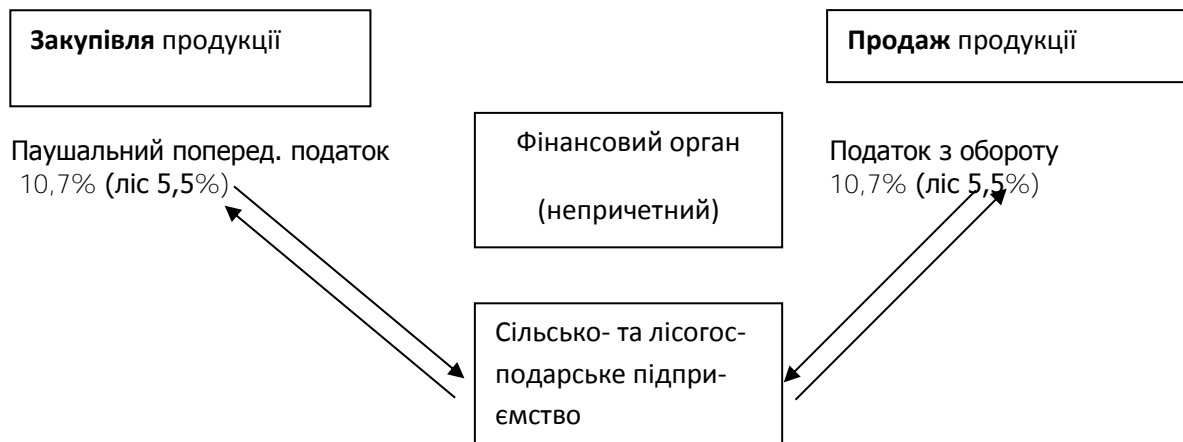 Закупівля продукції
Продаж продукції
Паушальний поперед. податок
10,7% (ліс 5,5%)
Фінансовий орган
(непричетний)
Податок з обороту
10,7% (ліс 5,5%)
Сільсько- та лісогос-
подарське підпри-
ємство